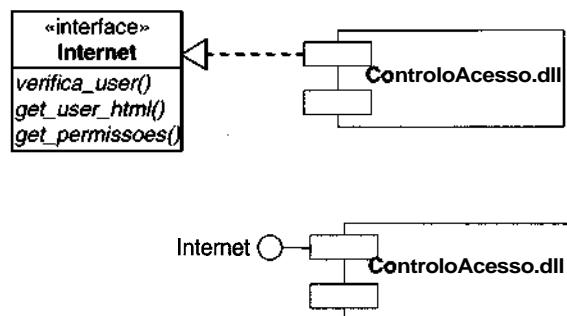 «interface»
Internet
verifica_user()
get_user_html()
get_permissoes()
ControloAcesso.dll
Internet
ControloAcesso.dll